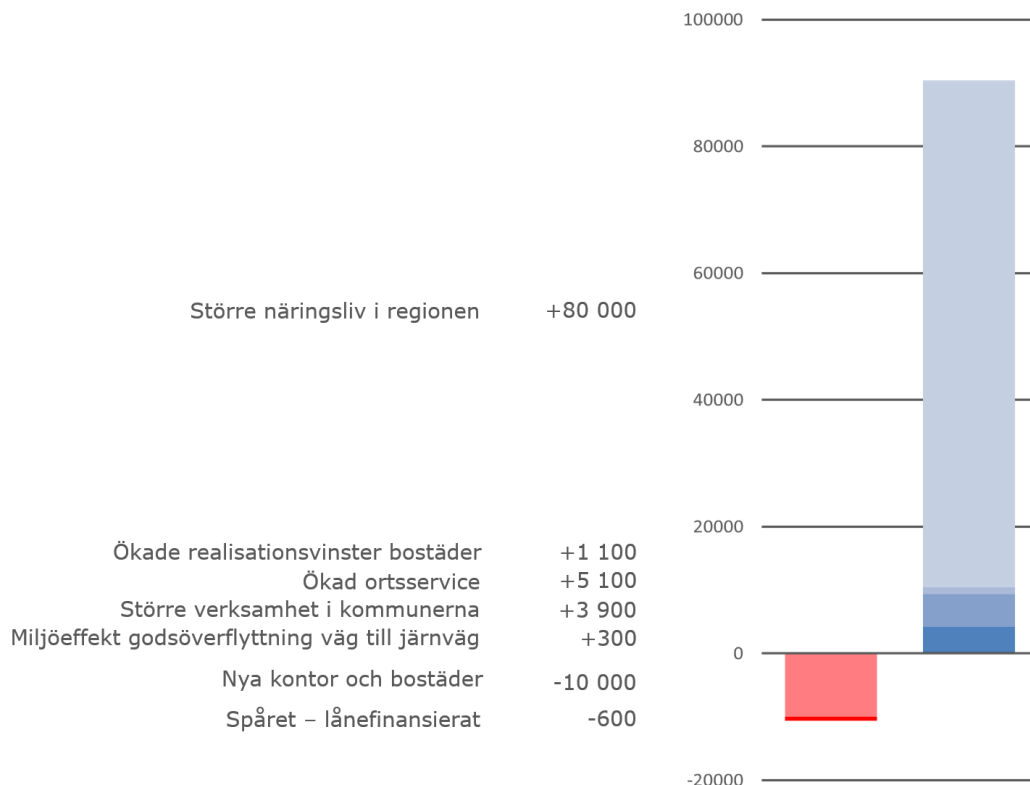 100000
80000
60000
Större näringsliv i regionen +80 000
40000
20000
Ökade realisationsvinster bostäder +1 100
Ökad ortsservice +5 100
Större verksamhet i kommunerna +3 900
Miljöeffekt godsöverflyttning väg till järnväg +300
0
Nya kontor och bostäder -10 000
Spåret – lånefinansierat -600
-20000